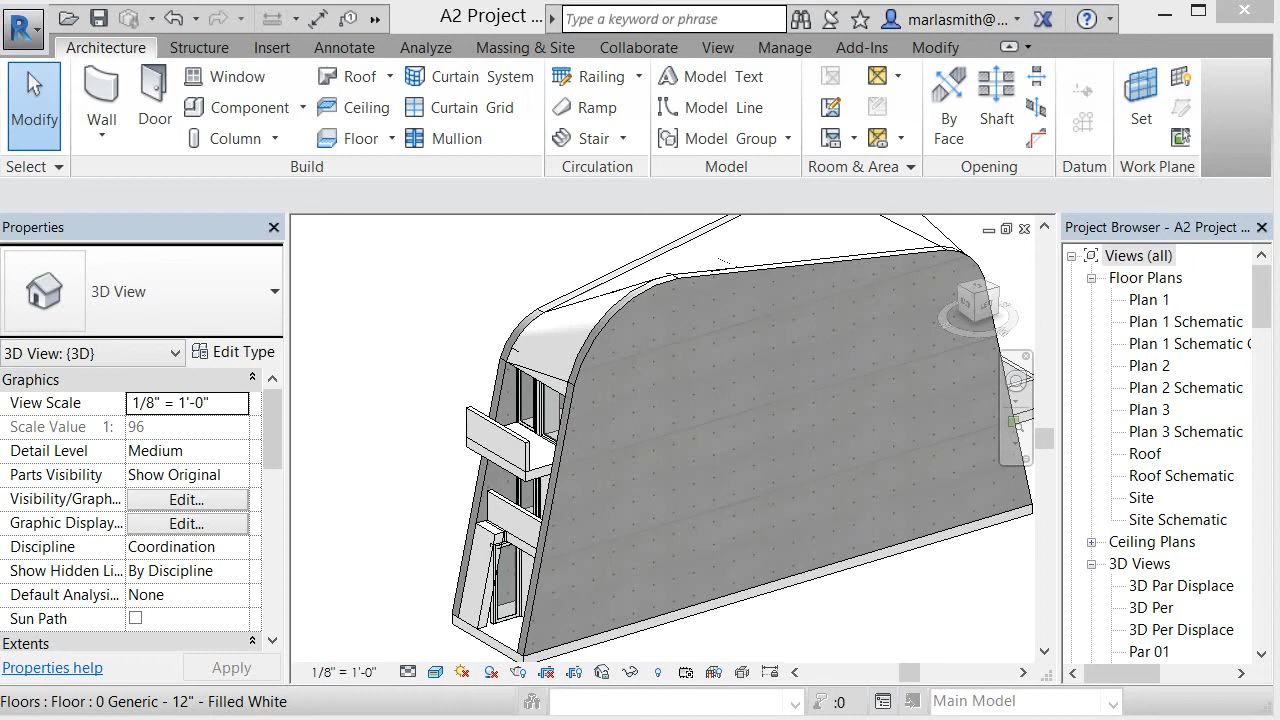 A2 Project ...
Type a keyword or phrase
marlasmith@...
Architecture Structure Insert Annotate Analyze Massing & Site Collaborate View Manage Add-Ins Modify
Modify
Wall
Door
Window
Component
Column
Roof
Ceiling
Floor
Curtain System
Curtain Grid
Mullion
Railing
Ramp
Stair
Model Text
Model Line
Model Group
By
Face
Shaft
Set
Select Build Circulation Model Room & Area Opening Datum Work Plane
Properties
3D View
3D View: {3D} Edit Type
Graphics
View Scale 1/8" = 1'-0"
Scale Value 1: 96
Detail Level Medium
Parts Visibility Show Original
Visibility/Graph... Edit...
Graphic Display... Edit...
Discipline Coordination
Show Hidden Li... By Discipline
Default Analysi... None
Sun Path
Extents
Properties help Apply
1/8" = 1'-0"
Project Browser - A2 Project ...
Views (all)
Floor Plans
Plan 1
Plan 1 Schematic
Plan 1 Schematic C
Plan 2
Plan 2 Schematic
Plan 3
Plan 3 Schematic
Roof
Roof Schematic
Site
Site Schematic
Ceiling Plans
3D Views
3D Par Displace
3D Per
3D Per Displace
Par 01
Floors : Floor : 0 Generic - 12" Filled White
:0
Main Model